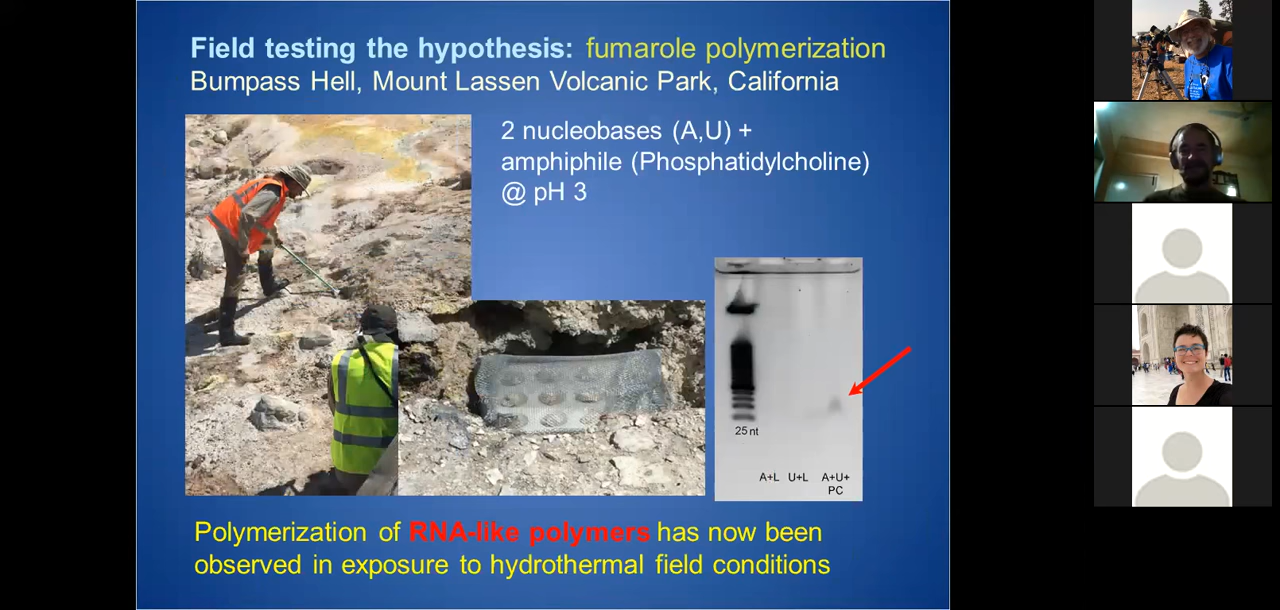 Field testing the hypothesis: fumarole polymerization
Bumpass Hell, Mount Lassen Volcanic Park, California
2 nucleobases (A,U) +
amphiphile (Phosphatidylcholine)
@ pH 3
25 nt
A+L U+L A+U+
PC
Polymerization of RNA-like polymers has now been
observed in exposure to hydrothermal field conditions